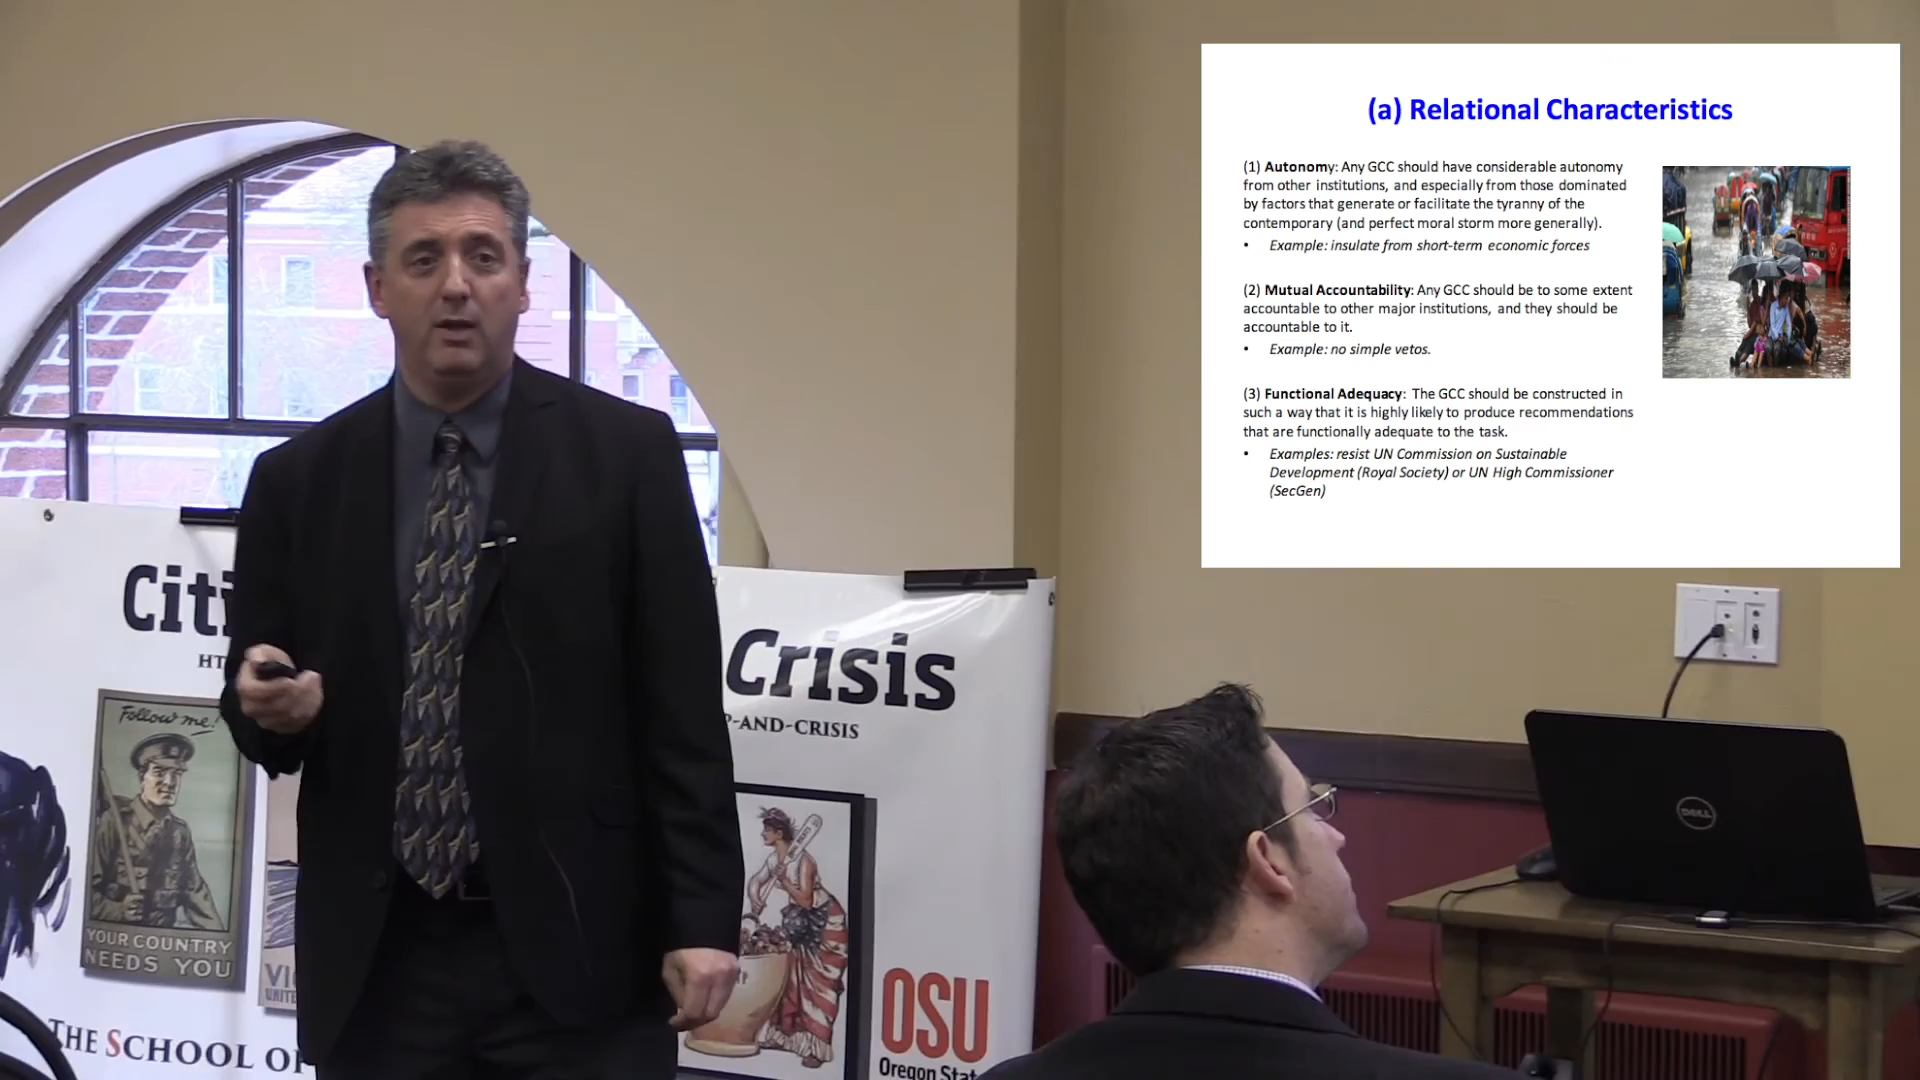 (a) Relational Characteristics
(1) Autonomy: Any GCC should have considerable autonomy
from other institutions, and especially from those dominated
by factors that generate or facilitate the tyranny of the
contemporary (and perfect moral storm more generally).
• Example: insulate from short-term economic forces
(2) Mutual Accountability: Any GCC should be to some extent
accountable to other major institutions, and they should be
accountable to it.
• Example: no simple vetos.
(3) Functional Adequacy: The GCC should be constructed in
such a way that it is highly likely to produce recommendations
that are functionally adequate to the task.
• Examples: resist UN Commission on Sustainable
Development (Royal Society) or UN High Commissioner
(SecGen)
Citi
Crisis
HT
P-AND-CRISIS
Follow me!
YOUR COUNTRY
NEEDS YOU
VI
UNITE
THE SCHOOL OF
OSU
Oregon Stat
DELL